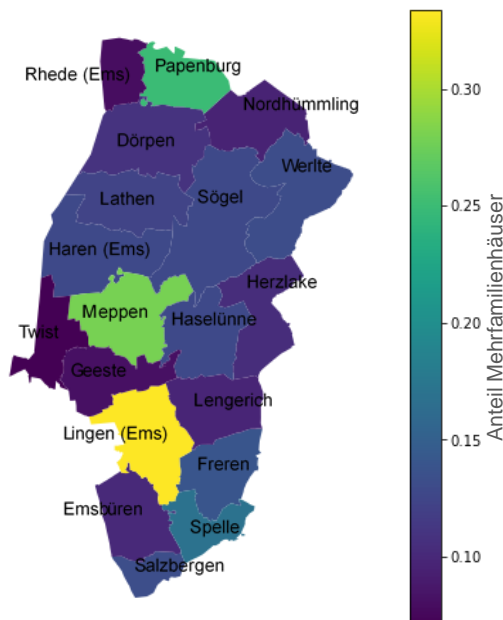 Rhede (Ems)
Papenburg
Nordhümmling
Dörpen
Werlte
Lathen
Sögel
Haren (Ems)
Herzlake
Meppen
Haselünne
Twist
Geeste
Lengerich
Lingen (Ems)
Freren
Emsbüren
Spelle
Salzbergen
0.30
0.25
0.20
0.15
0.10
Anteil Mehrfamilienhäuser